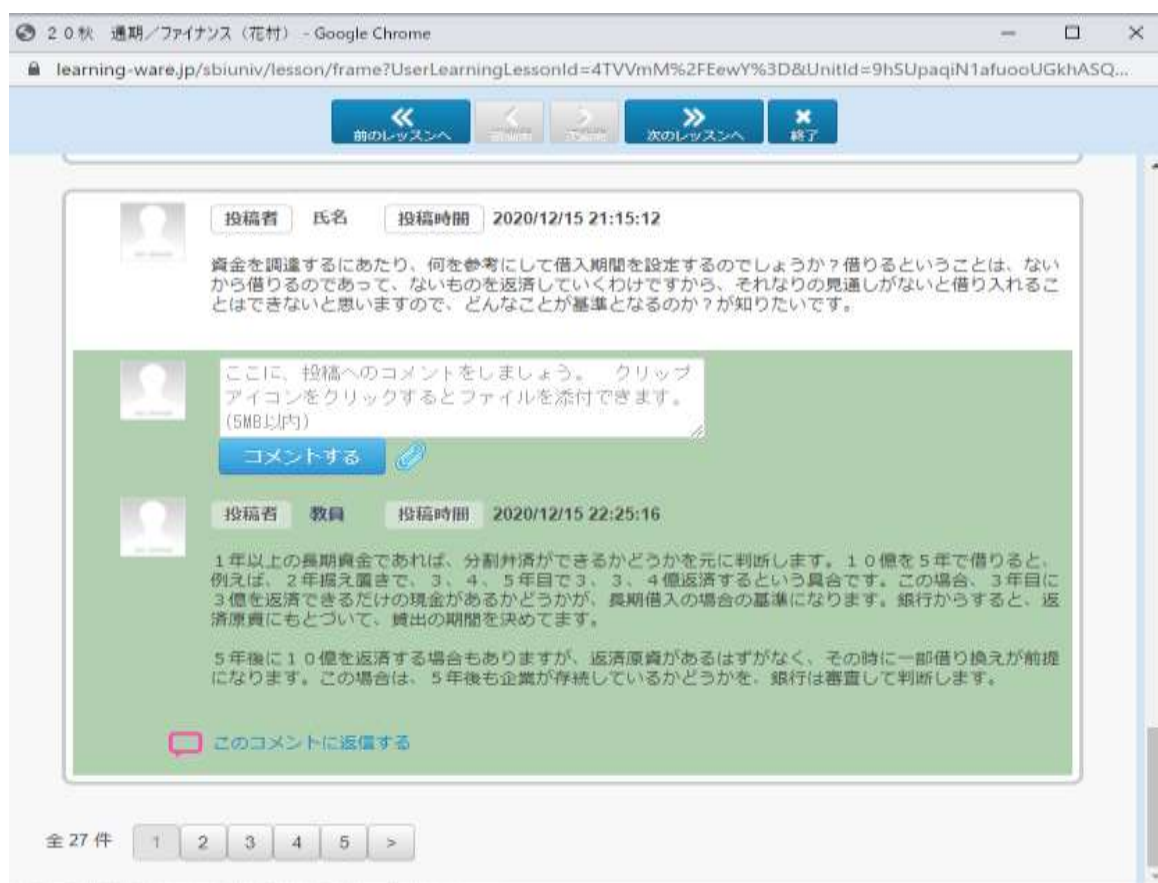 ２０秋　通期／ファイナンス（花村） - Google Chrome
learning-ware.jp/sbiuniv/lesson/frame?UserLearningLessonId=4TVVmM%2FEewY%3D&UnitId=9hSUpaqiN1afuooUGkhASQ...
前のレッスンへ
次のレッスンへ
終了
投稿者 氏名 投稿時間 2020/12/15 21:15:12
資金を調達するにあたり、何を参考にして借入期間を設定するのでしょうか？借りるということは、ない
から借りるのであって、ないものを返済していくわけですから、それなりの見通しがないと借り入れるこ
とはできないと思いますので、どんなことが基準となるのか？が知りたいです。
ここに、投稿へのコメントをしましょう。　クリップ
アイコンをクリックするとファイルを添付できます。
(5MB以内)
コメントする
投稿者 教員 投稿時間 2020/12/15 22:25:16
１年以上の長期資金であれば、分割弁済ができるかどうかを元に判断します。１０億を５年で借りると、
例えば、２年据え置きで、３、４、５年目で３、３、４億返済するという具合です。この場合、３年目に
３億を返済できるだけの現金があるかどうかが、長期借入の場合の基準になります。銀行からすると、返
済原資にもとづいて、貸出の期間を決めてます。
５年後に１０億を返済する場合もありますが、返済原資があるはずがなく、その時に一部借り換えが前提
になります。この場合は、５年後も企業が存続しているかどうかを、銀行は審査して判断します。
このコメントに返信する
全 27 件 1 2 3 4 5 >